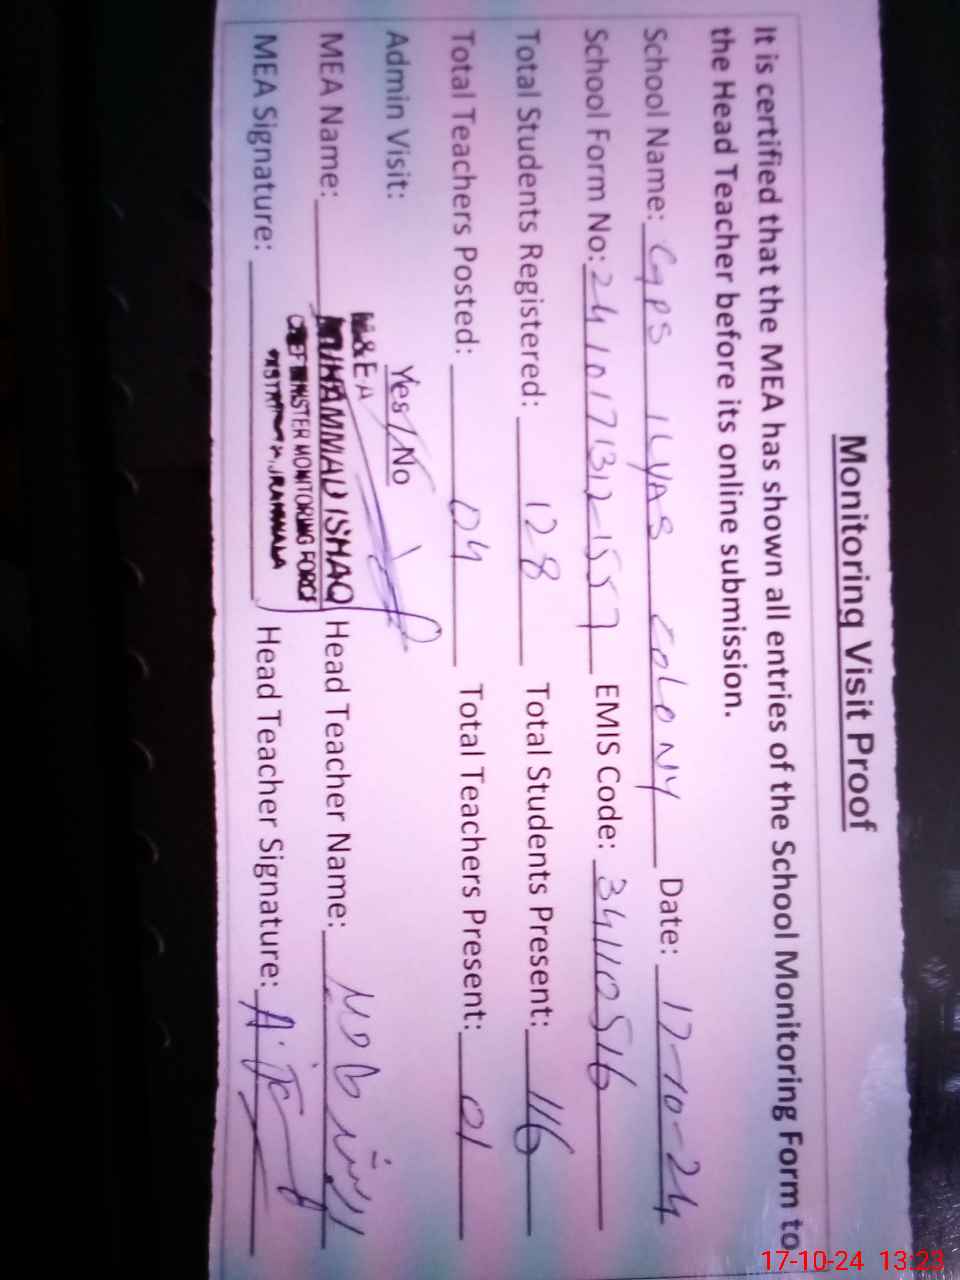 Monitoring Visit Proof
It is certified that the MEA has shown all entries of the School Monitoring Form to
the Head Teacher before its online submission.
School Name: GGPS ILYAS COLONY Date: 17-10-24
School Form No: 2410171312-1557 EMIS Code: 34110516
Total Students Registered: 128 Total Students Present: 116
Total Teachers Posted: 04 Total Teachers Present: 01
Admin Visit: Yes/No
M&EA
MEA Name: MUHAMMAD ISHAQ Head Teacher Name:
CHIEF MINISTER MONITORING FORCE
MEA Signature: Head Teacher Signature:
17-10-24 13:23